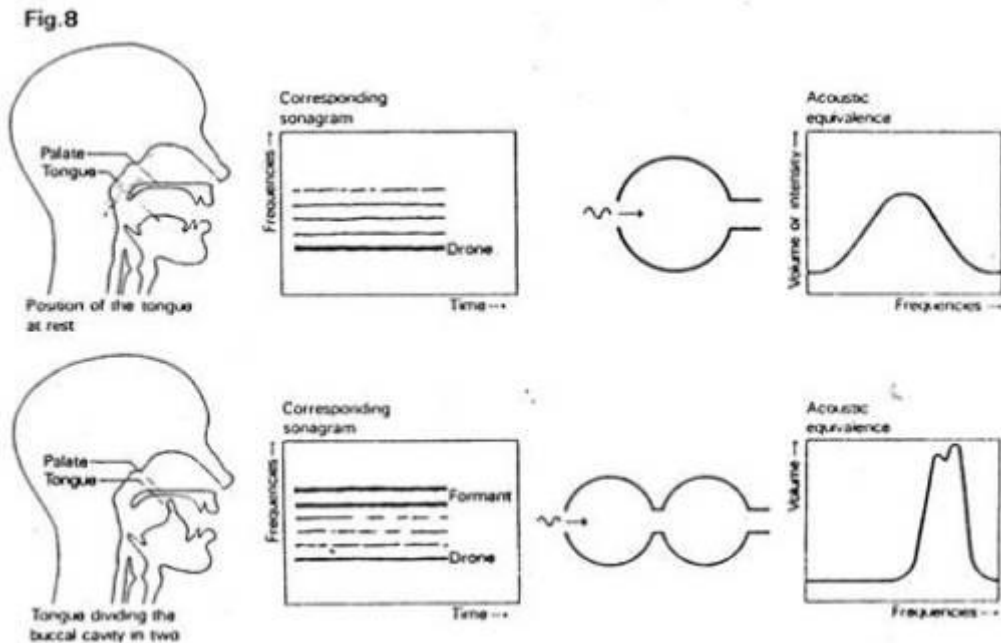 Fig.8
Palate
Tongue
Position of the tongue
at rest
Corresponding
sonagram
Frequencies →
Drone
Time -→
Acoustic
equivalence
Volume or intensity→
Frequencies →
Palate
Tongue
Tongue dividing the
buccal cavity in two
Corresponding
sonagram
Frequencies →
Formant
Drone
Time -→
Acoustic
equivalence
Volume →
Frequencies→